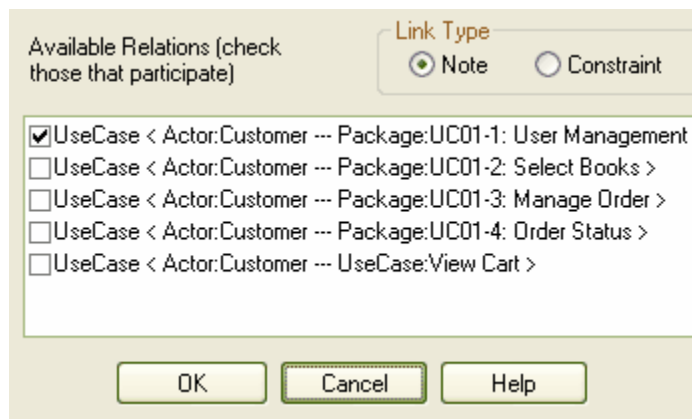 Available Relations (check
those that participate)
Link Type
Note
Constraint
UseCase < Actor:Customer --- Package:UC01-1: User Management
UseCase < Actor:Customer --- Package:UC01-2: Select Books >
UseCase < Actor:Customer --- Package:UC01-3: Manage Order >
UseCase < Actor:Customer --- Package:UC01-4: Order Status >
UseCase < Actor:Customer --- UseCase:View Cart >
OK
Cancel
Help